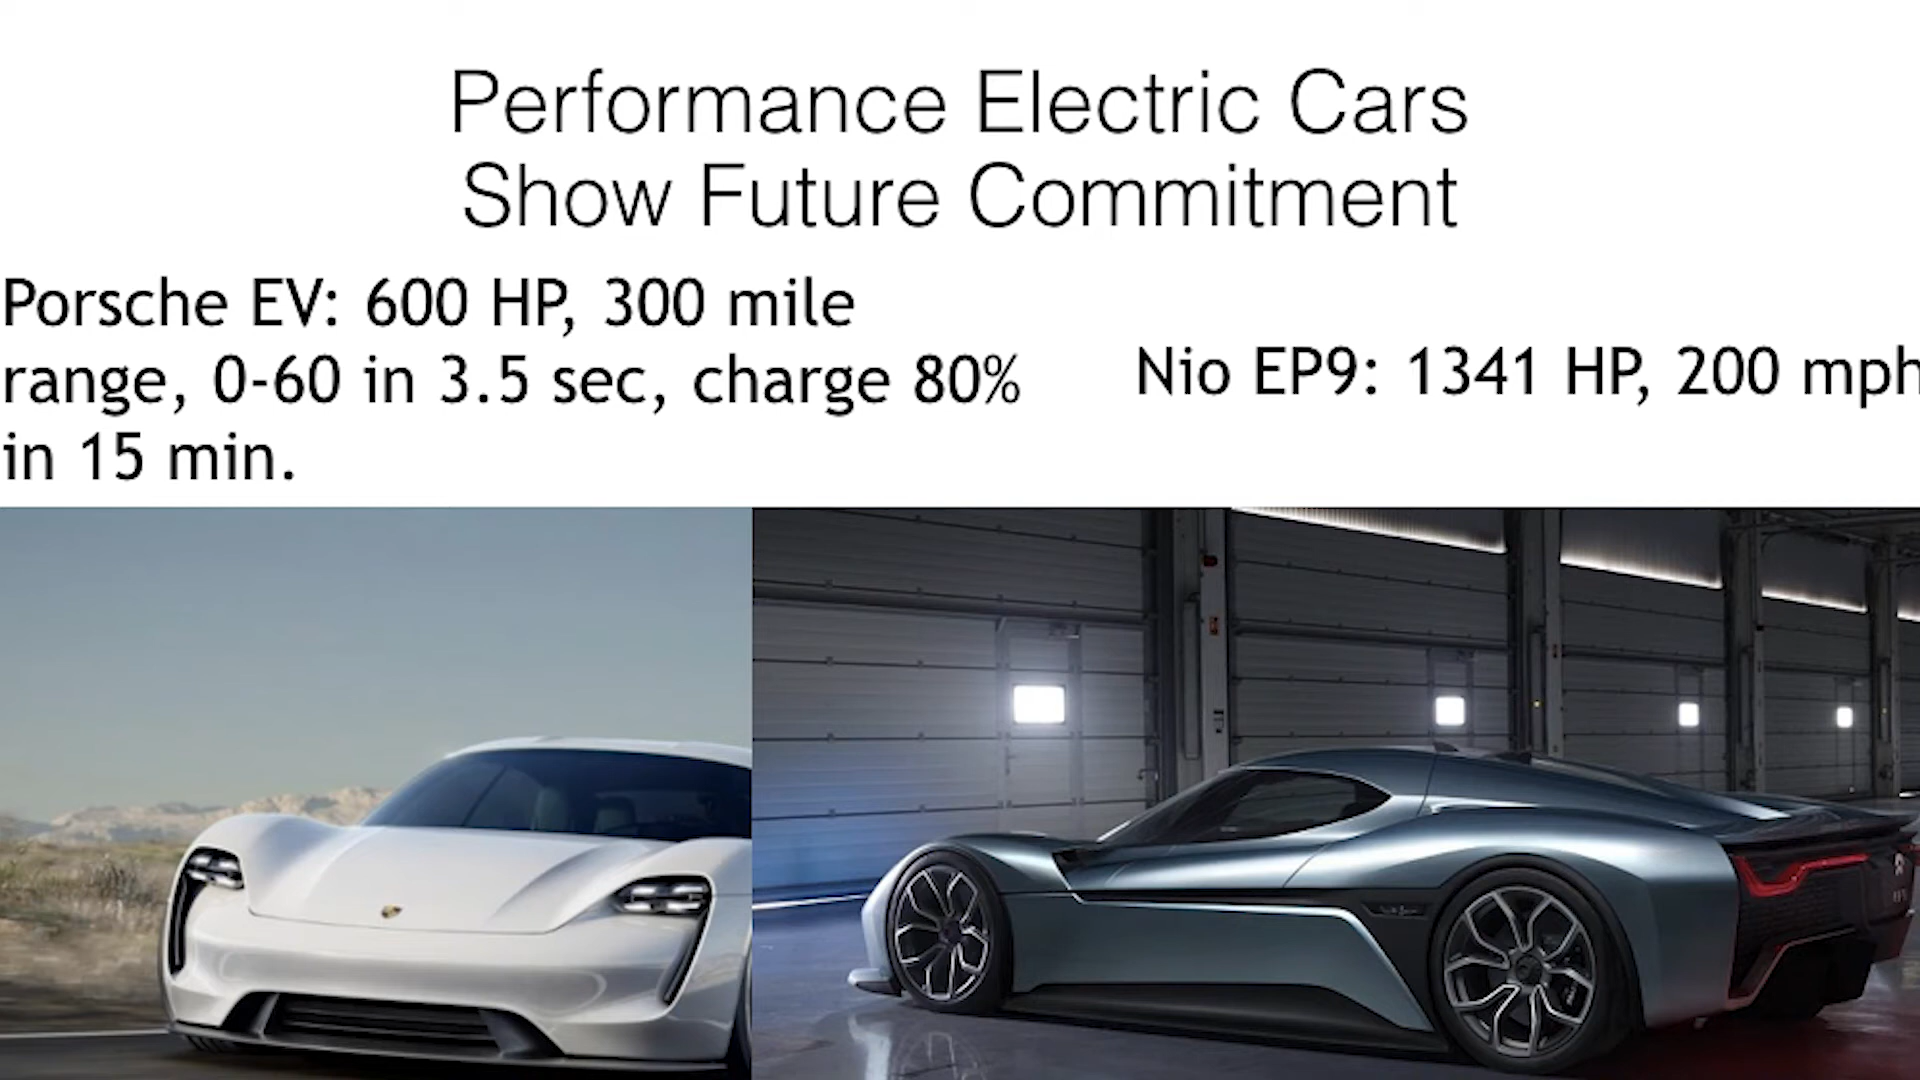 Performance Electric Cars
Show Future Commitment
Porsche EV: 600 HP, 300 mile
range, 0-60 in 3.5 sec, charge 80%
in 15 min.
Nio EP9: 1341 HP, 200 mph